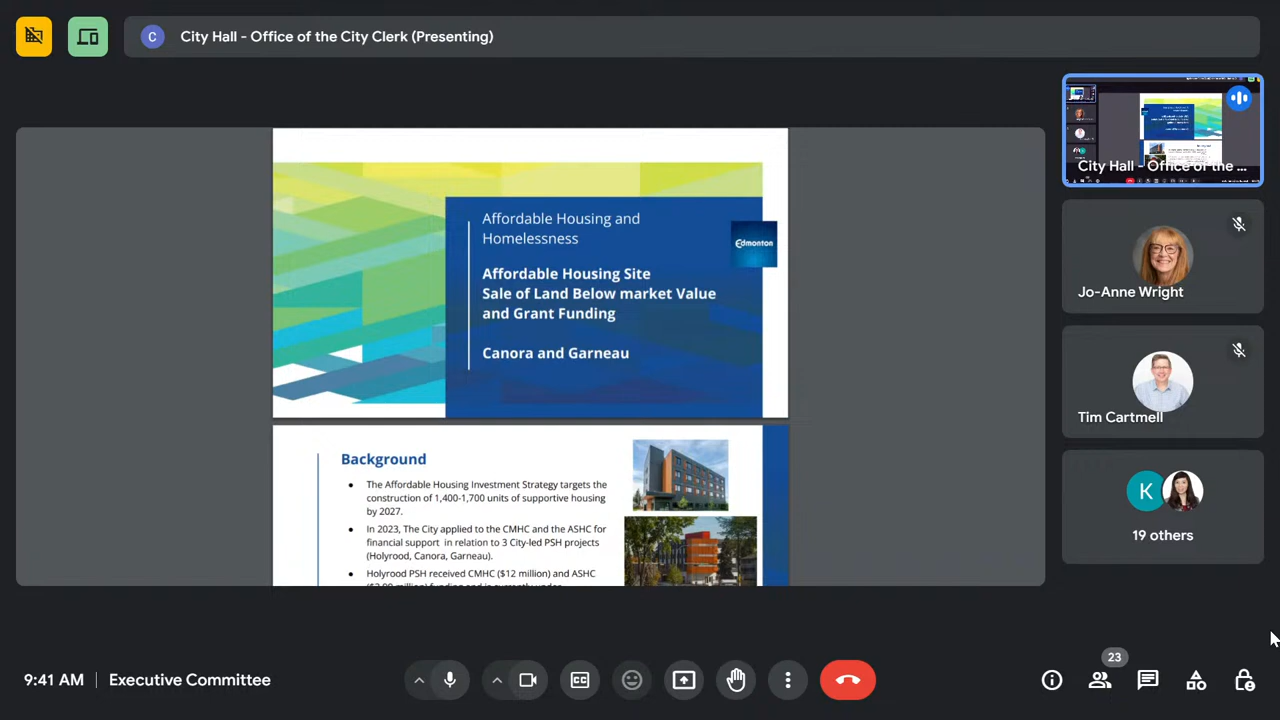 C City Hall - Office of the City Clerk (Presenting)
Affordable Housing and
Homelessness
Edmonton
Affordable Housing Site
Sale of Land Below market Value
and Grant Funding
Canora and Garneau
Background
● The Affordable Housing Investment Strategy targets the
construction of 1,400-1,700 units of supportive housing
by 2027.
● In 2023, The City applied to the CMHC and the ASHC for
financial support in relation to 3 City-led PSH projects
(Holyrood, Canora, Garneau).
● Holyrood PSH received CMHC ($12 million) and ASHC
City Hall - Office of the ...
Jo-Anne Wright
Tim Cartmell
K
19 others
9:41 AM | Executive Committee
CC
23